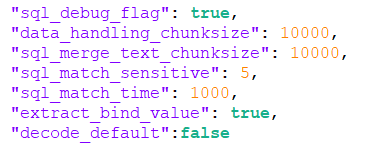 "sql_debug_flag": true,
"data_handling_chunksize": 10000,
"sql_merge_text_chunksize": 10000,
"sql_match_sensitive": 5,
"sql_match_time": 1000,
"extract_bind_value": true,
"decode_default":false